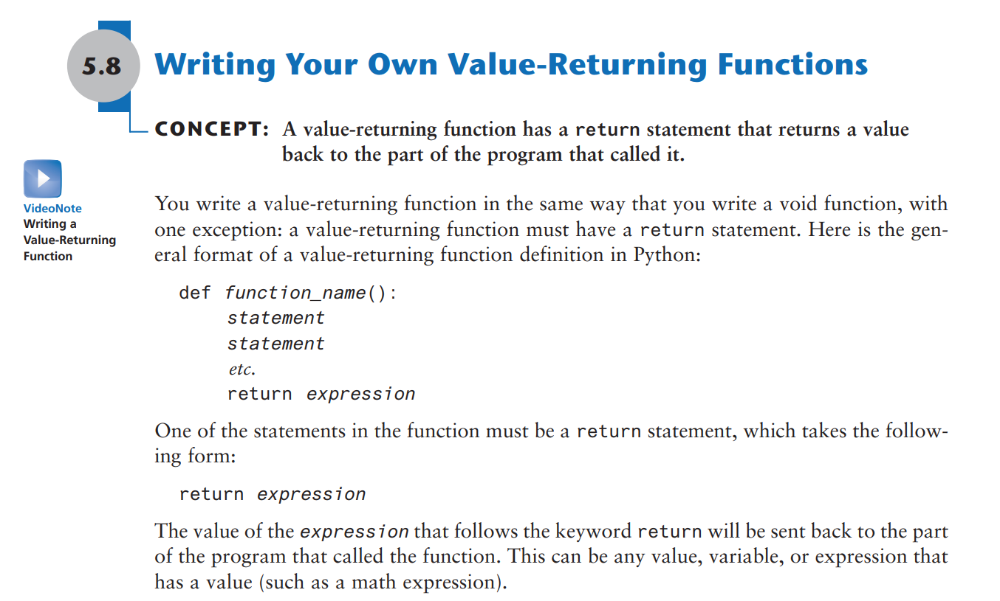 5.8 Writing Your Own Value-Returning Functions
CONCEPT: A value-returning function has a return statement that returns a value
back to the part of the program that called it.
VideoNote
Writing a
Value-Returning
Function
You write a value-returning function in the same way that you write a void function, with
one exception: a value-returning function must have a return statement. Here is the gen-
eral format of a value-returning function definition in Python:
def function_name():
statement
statement
etc.
return expression
One of the statements in the function must be a return statement, which takes the follow-
ing form:
return expression
The value of the expression that follows the keyword return will be sent back to the part
of the program that called the function. This can be any value, variable, or expression that
has a value (such as a math expression).